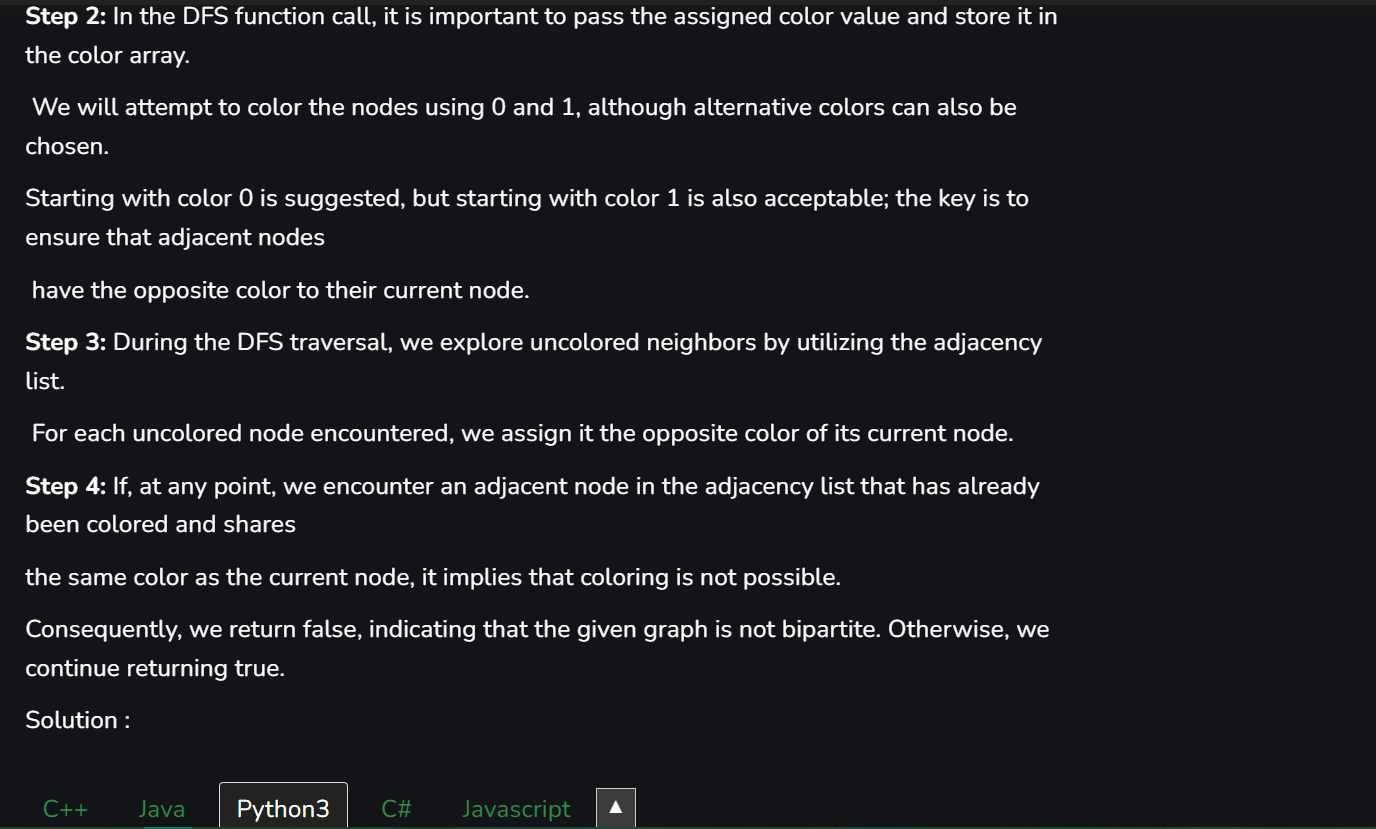 Step 2: In the DFS function call, it is important to pass the assigned color value and store it in
the color array.
We will attempt to color the nodes using 0 and 1, although alternative colors can also be
chosen.
Starting with color 0 is suggested, but starting with color 1 is also acceptable; the key is to
ensure that adjacent nodes
have the opposite color to their current node.
Step 3: During the DFS traversal, we explore uncolored neighbors by utilizing the adjacency
list.
For each uncolored node encountered, we assign it the opposite color of its current node.
Step 4: If, at any point, we encounter an adjacent node in the adjacency list that has already
been colored and shares
the same color as the current node, it implies that coloring is not possible.
Consequently, we return false, indicating that the given graph is not bipartite. Otherwise, we
continue returning true.
Solution :
C++ Java Python3 C# Javascript ▲